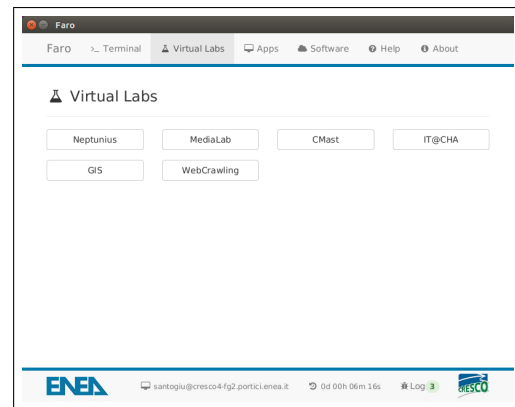 Faro
Faro >_ Terminal Virtual Labs Apps Software Help About
Virtual Labs
Neptunius MediaLab CMast IT@CHA
GIS WebCrawling
ENEA santogiu@cresco4-fg2.portici.enea.it 0d 00h 06m 16s Log 3 CRESCO